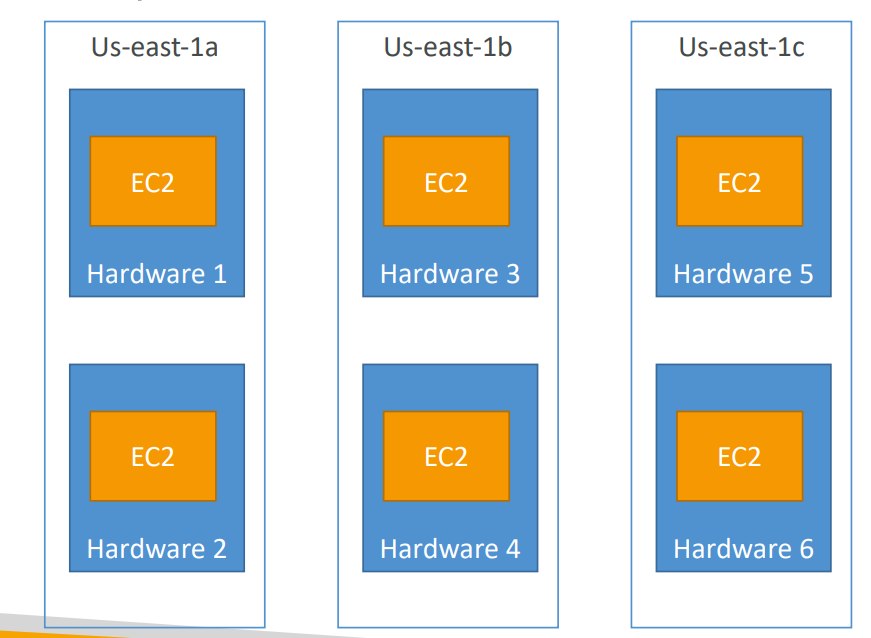 Us-east-1a
Us-east-1b
Us-east-1c
EC2
Hardware 1
EC2
Hardware 3
EC2
Hardware 5
EC2
Hardware 2
EC2
Hardware 4
EC2
Hardware 6